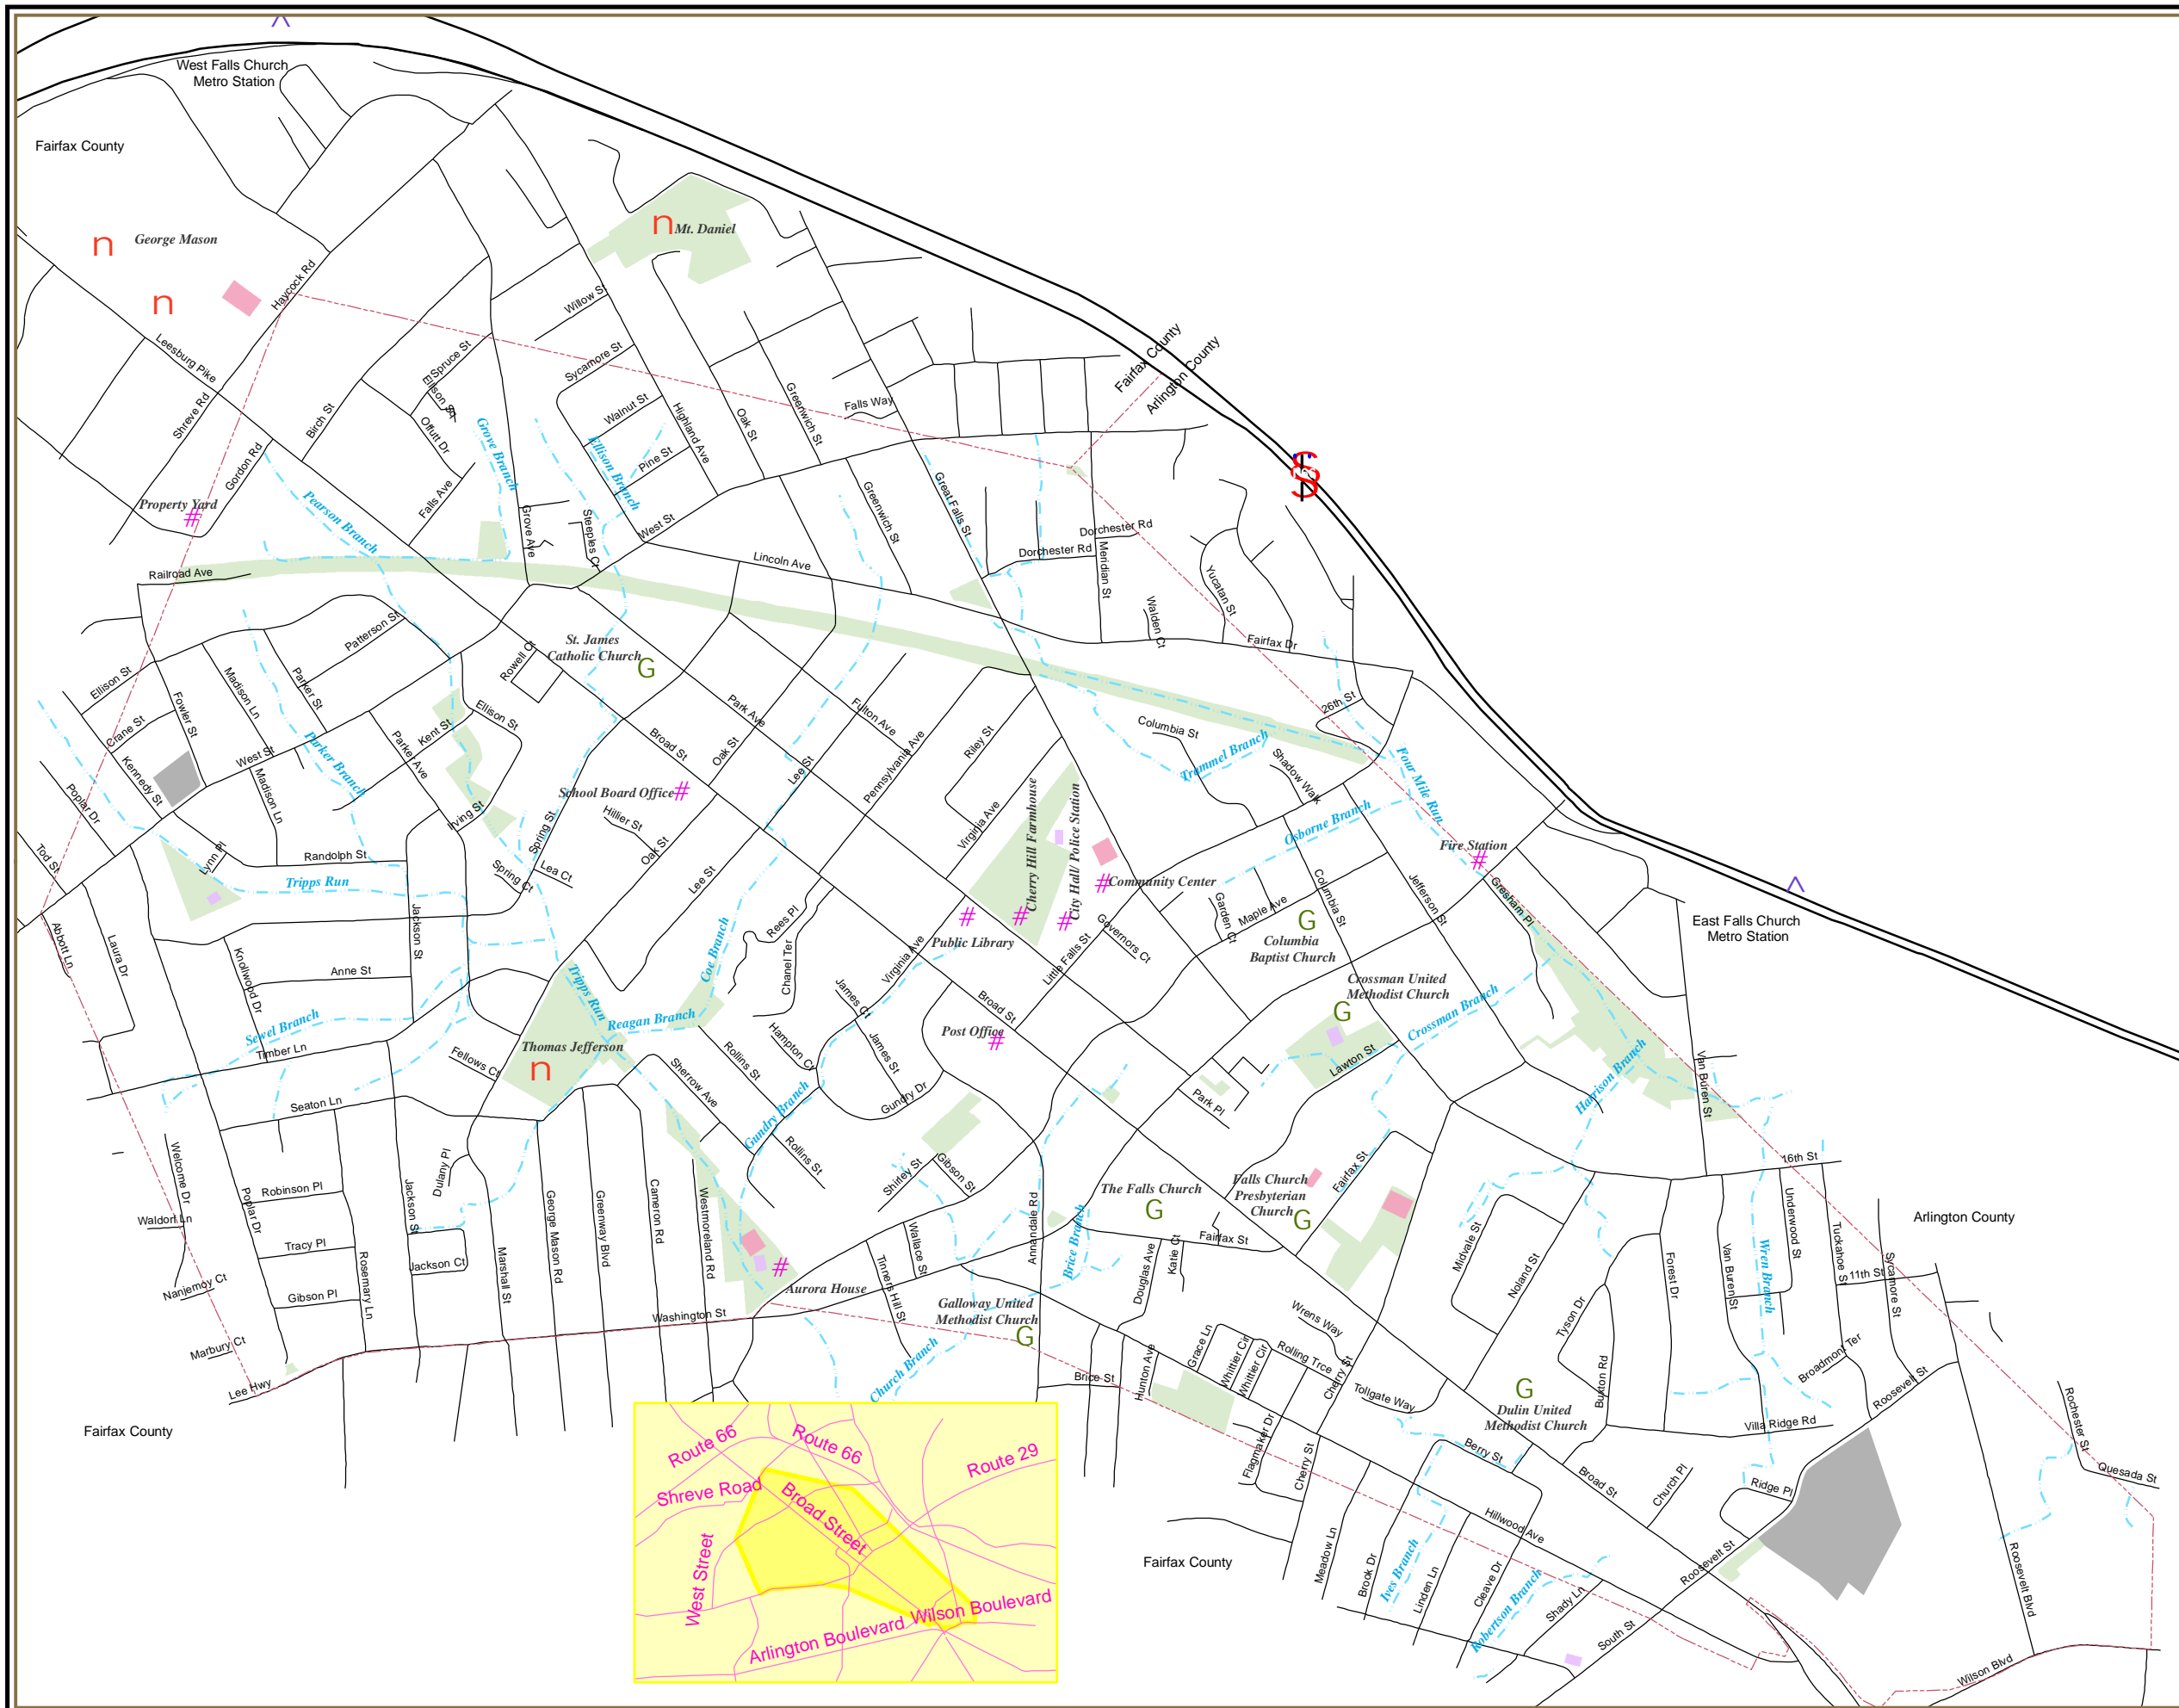 West Falls Church
Metro Station
Fairfax County
George Mason
n
n
n
Mt. Daniel
Haycock Rd
Leesburg Pike
Shreve Rd
Gordon Rd
Birch St
Spruce St
Ellison St
Offutt Dr
Falls Ave
Grove Branch
Grove Ave
Willow St
Sycamore St
Walnut St
Pine St
Ellison Branch
Highland Ave
Oak St
Greenwich St
Falls Way
Great Falls St
Greenwich St
Fairfax County
Arlington County
Property Yard
#
Pearson Branch
Steeples Ct
West St
Lincoln Ave
Dorchester Rd
Dorchester Rd
Meridian St
Walden Ct
Yucatan St
Fairfax Dr
Railroad Ave
Ellison St
Crane St
Kennedy St
Fowler St
Madison Ln
Parker St
Patterson St
Rowell Ct
St. James
Catholic Church
G
Park Ave
Fulton Ave
Broad St
Oak St
Lee St
Pennsylvania Ave
Riley St
Virginia Ave
Columbia St
Trammel Branch
Shadow Walk
26th St
Four Mile Run
Osborne Branch
Poplar Dr
Tod St
West St
Madison Ln
Parker Branch
Parker Ave
Kent St
Ellison St
Irving St
Lynn Pl
Randolph St
Tripps Run
Spring St
Spring Ct
Lea Ct
School Board Office
#
Hillier St
Oak St
Lee St
Cherry Hill Farmhouse
City Hall/ Police Station
Community Center
#
#
#
#
Public Library
Fire Station
#
Gresham Pl
East Falls Church
Metro Station
Abbott Ln
Laura Dr
Knollwood Dr
Anne St
Jackson St
Sewel Branch
Timber Ln
Tripps Run
Reagan Branch
Coe Branch
Rees Pl
Chanel Ter
Virginia Ave
James Ct
James St
Hampton Ct
Gundry Dr
Broad St
Post Office
#
Little Falls St
Governors Ct
Garden Ct
Maple Ave
Columbia St
Jefferson St
G
Columbia
Baptist Church
Crossman United
Methodist Church
G
Crossman Branch
Lawton St
Harrison Branch
Van Buren St
Thomas Jefferson
n
Fellows Ct
Seaton Ln
Sherrow Ave
Rollins St
Gundry Branch
Rollins St
Park Pl
Shirley St
Gibson St
Welcome Dr
Waldorf Ln
Nanjemoy Ct
Marbury Ct
Robinson Pl
Poplar Dr
Tracy Pl
Gibson Pl
Rosemary Ln
Jackson St
Jackson Ct
Dulany Pl
Marshall St
George Mason Rd
Greenway Blvd
Cameron Rd
Westmoreland Rd
#
Aurora House
Washington St
Lee Hwy
Fairfax County
Tinners Hill St
Wallace St
Annandale Rd
Brice Branch
Galloway United
Methodist Church
G
Church Branch
The Falls Church
G
Falls Church
Presbyterian
Church
G
Fairfax St
Fairfax St
Douglas Ave
Katie Ct
Brice St
Hunton Ave
Grace Ln
Whittier Cir
Whittier Cir
Rolling Trce
Wrens Way
Cherry St
Tollgate Way
Flagmaker Dr
Cherry St
Midvale St
Noland St
Tyson Dr
Buxton Rd
Forest Dr
Van Buren St
Wren Branch
Underwood St
16th St
Tuckahoe St
11th St
Sycamore St
Arlington County
Broadmont Ter
Roosevelt St
Villa Ridge Rd
G
Dulin United
Methodist Church
Berry St
Broad St
Church Pl
Ridge Pl
Rochester St
Quesada St
Roosevelt Blvd
Hillwood Ave
Roosevelt St
Fairfax County
Meadow Ln
Brook Dr
Ives Branch
Linden Ln
Cleave Dr
Robertson Branch
Shady Ln
South St
Wilson Blvd
Route 66
Route 66
Route 29
Shreve Road
Broad Street
West Street
Wilson Boulevard
Arlington Boulevard